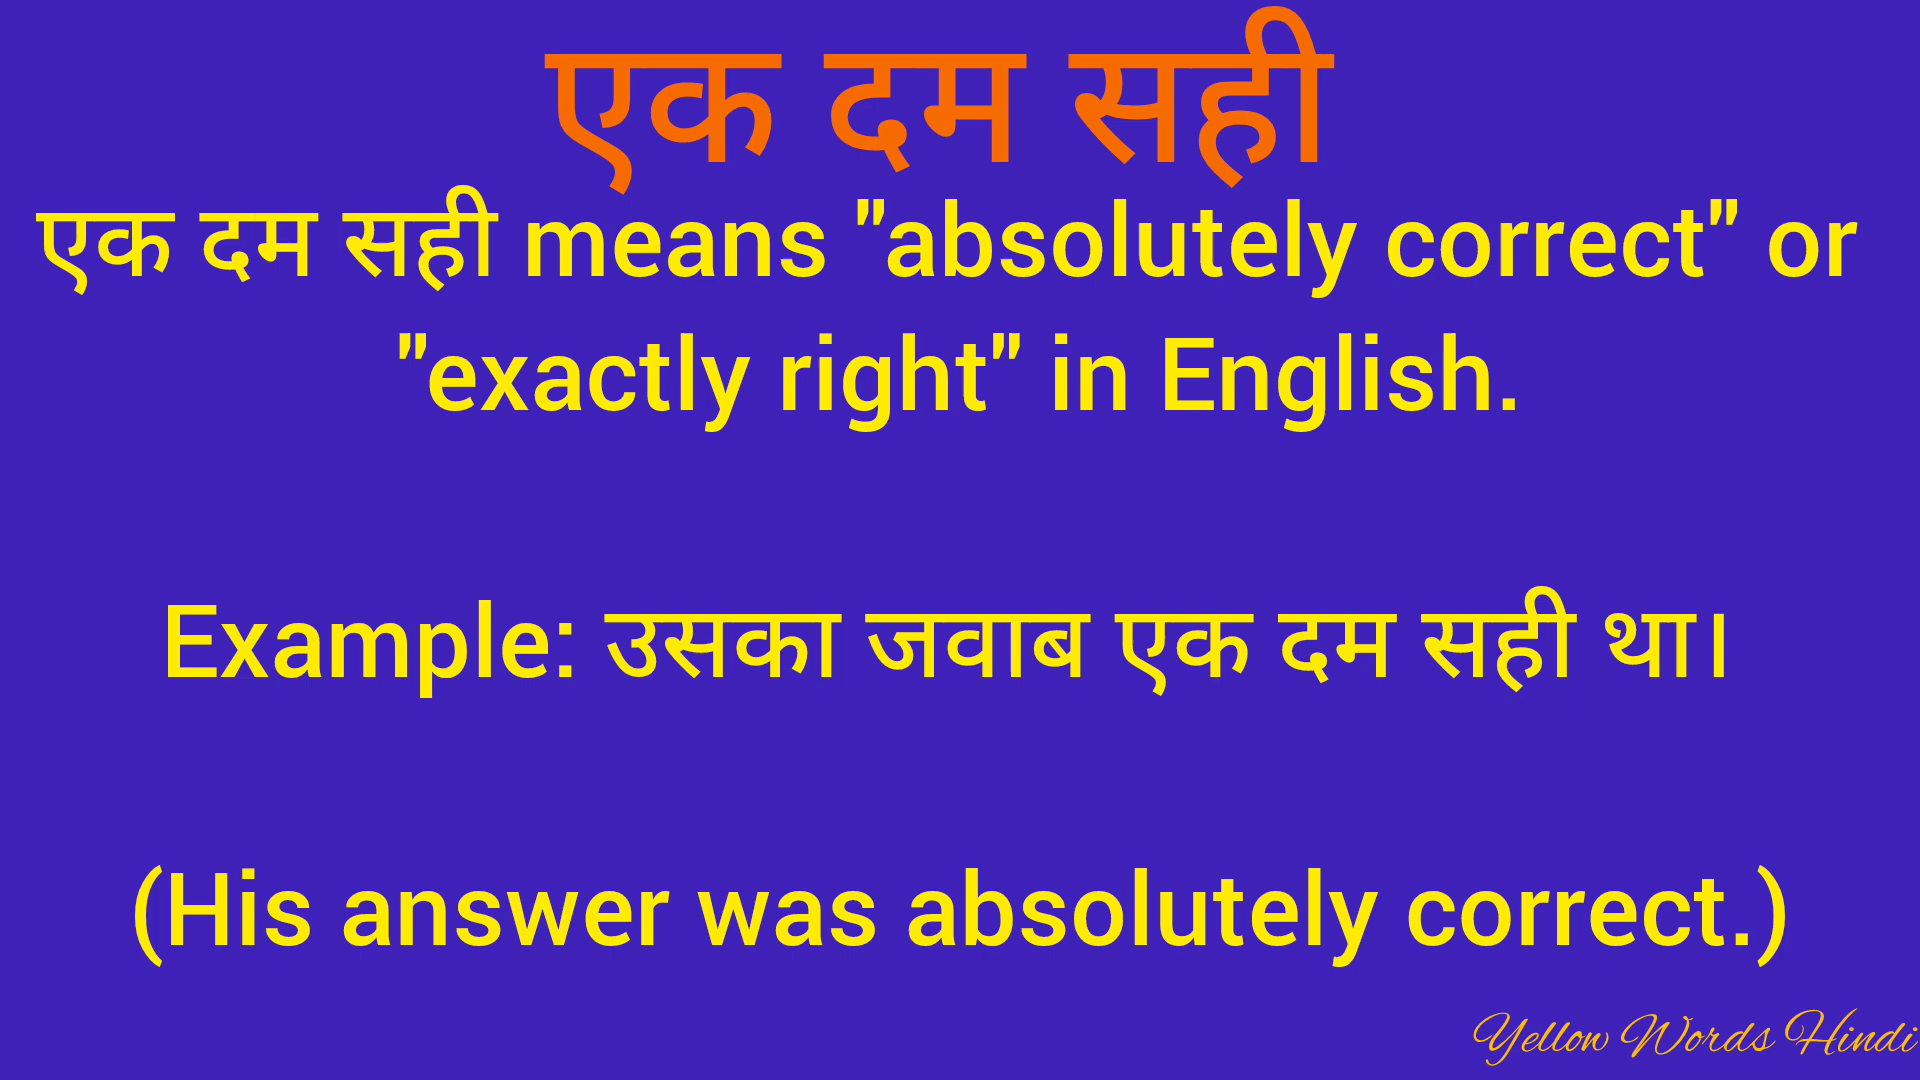 एक दम सही
एक दम सही means "absolutely correct" or
"exactly right" in English.
Example: उसका जवाब एक दम सही था।
(His answer was absolutely correct.)
Yellow Words Hindi